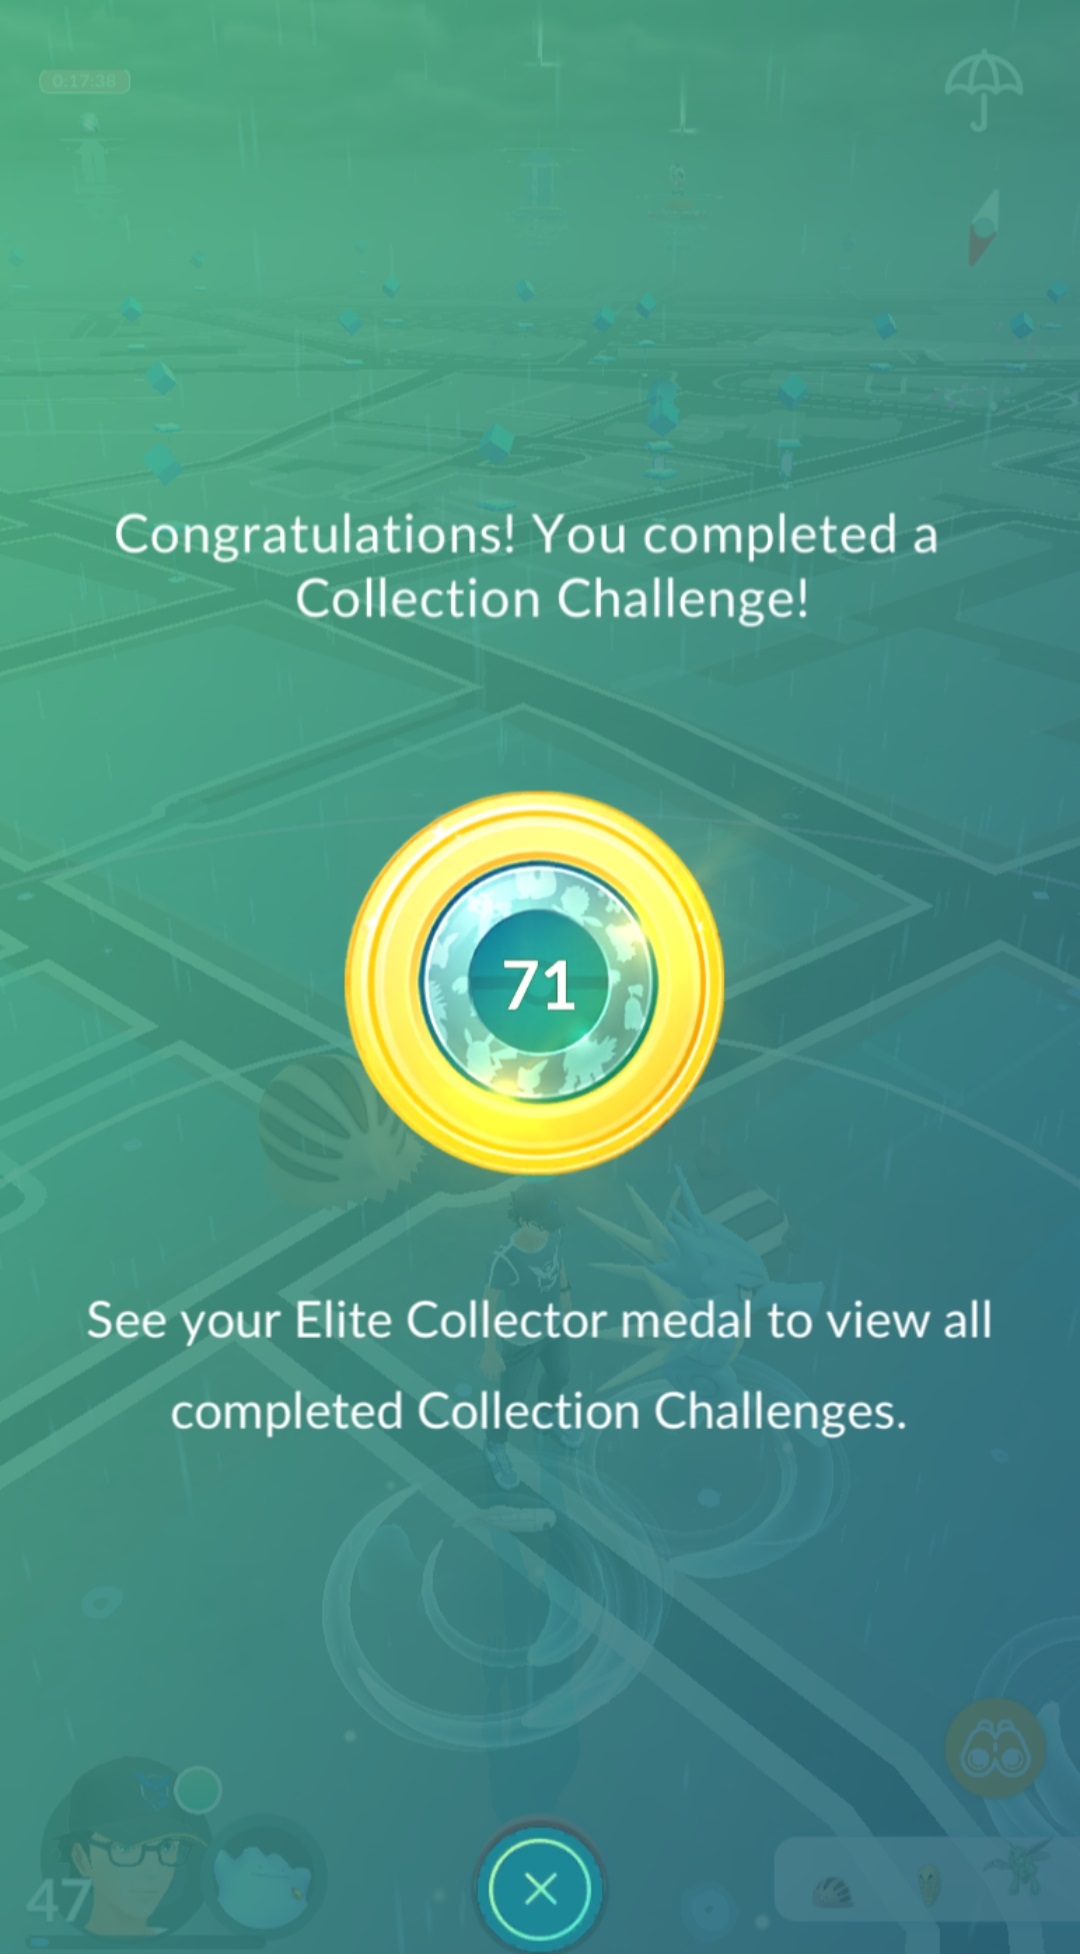 0:17:38
Congratulations! You completed a
Collection Challenge!
71
See your Elite Collector medal to view all
completed Collection Challenges.
47